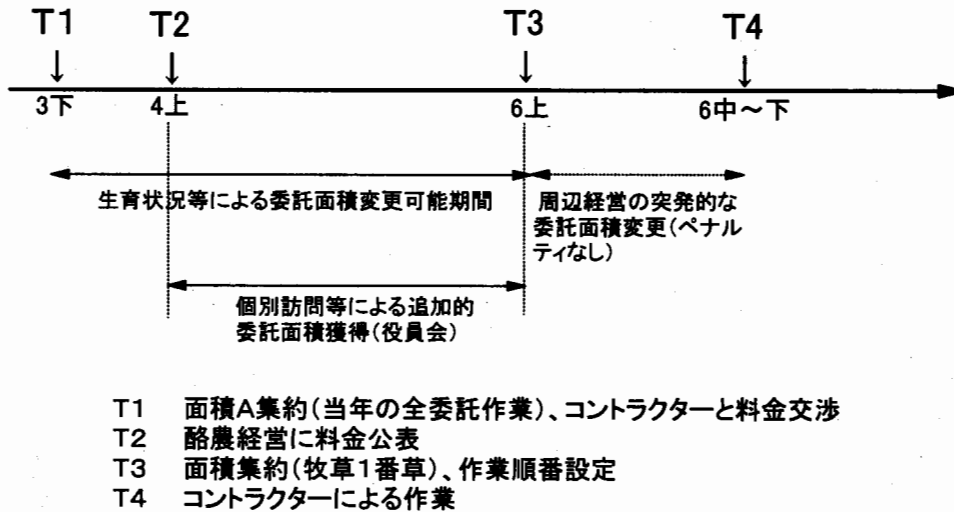 T1 T2 T3 T4
3下 4上 6上 6中～下
生育状況等による委託面積変更可能期間
周辺経営の突発的な
委託面積変更(ペナル
ティなし)
個別訪問等による追加的
委託面積獲得(役員会)
T1 面積A集約(当年の全委託作業)、コントラクターと料金交渉
T2 酪農経営に料金公表
T3 面積集約(牧草1番草)、作業順番設定
T4 コントラクターによる作業